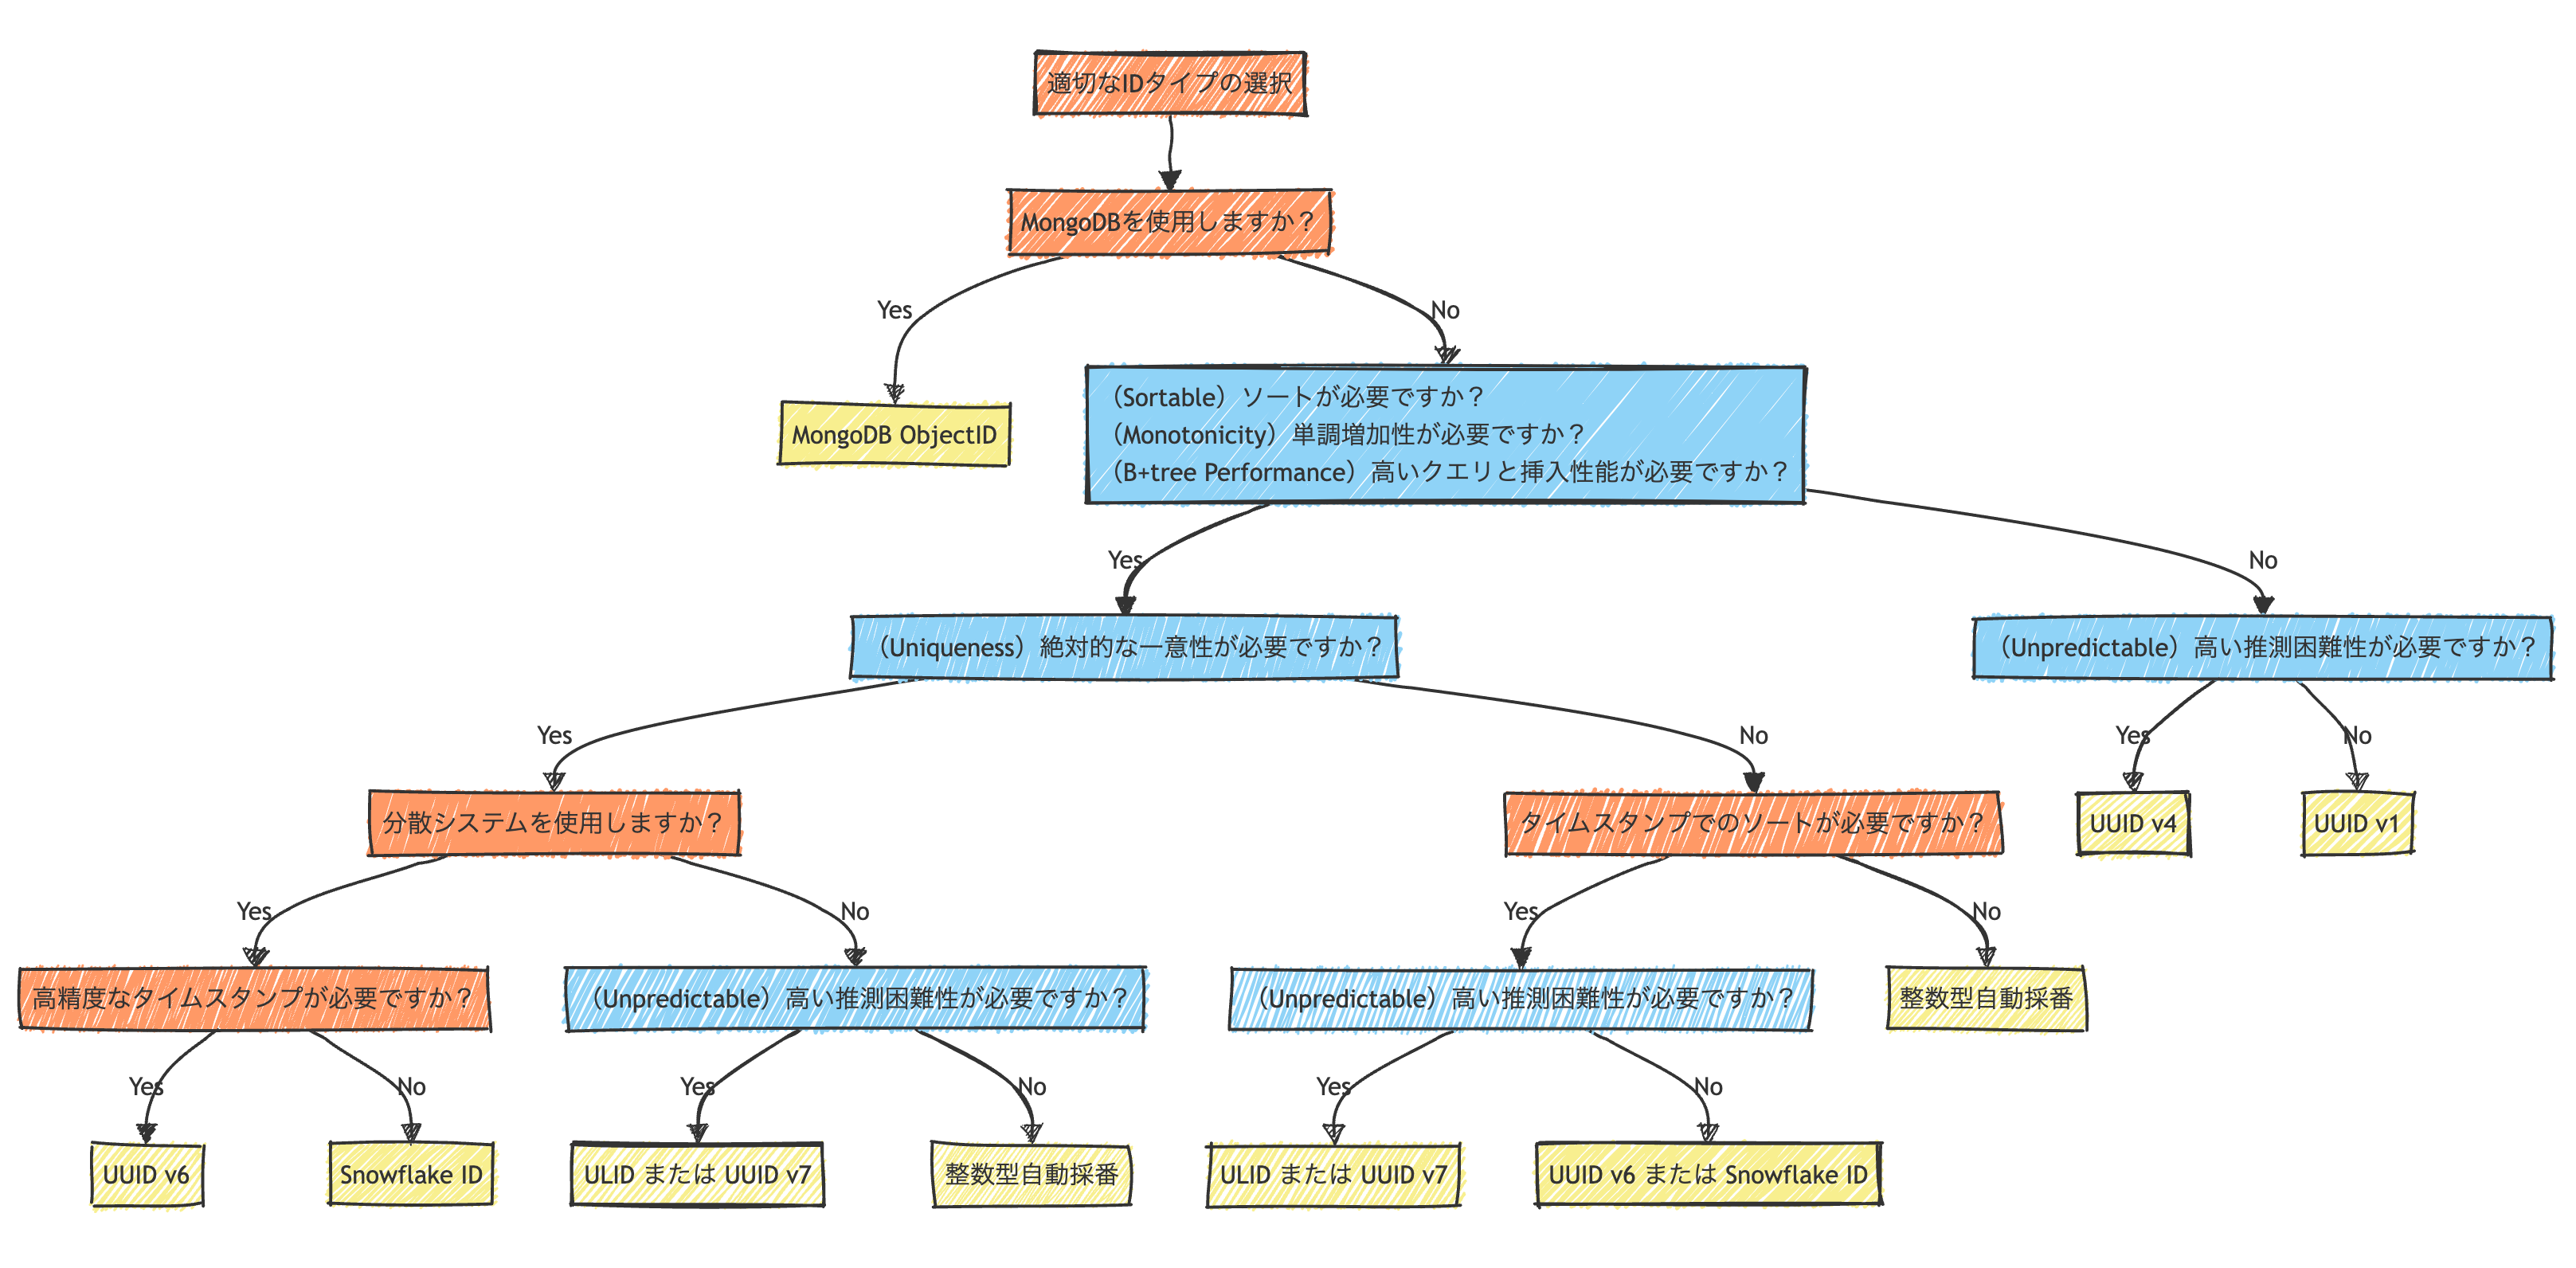 適切なIDタイプの選択
MongoDBを使用しますか？
Yes
No
MongoDB ObjectID
（Sortable）ソートが必要ですか？
（Monotonicity）単調増加性が必要ですか？
（B+tree Performance）高いクエリと挿入性能が必要ですか？
Yes
No
（Uniqueness）絶対的な一意性が必要ですか？
（Unpredictable）高い推測困難性が必要ですか？
Yes
No
Yes
No
分散システムを使用しますか？
タイムスタンプでのソートが必要ですか？
UUID v4
UUID v1
Yes
No
Yes
No
高精度なタイムスタンプが必要ですか？
（Unpredictable）高い推測困難性が必要ですか？
（Unpredictable）高い推測困難性が必要ですか？
整数型自動採番
Yes
No
Yes
No
Yes
No
UUID v6
Snowflake ID
ULID または UUID v7
整数型自動採番
ULID または UUID v7
UUID v6 または Snowflake ID